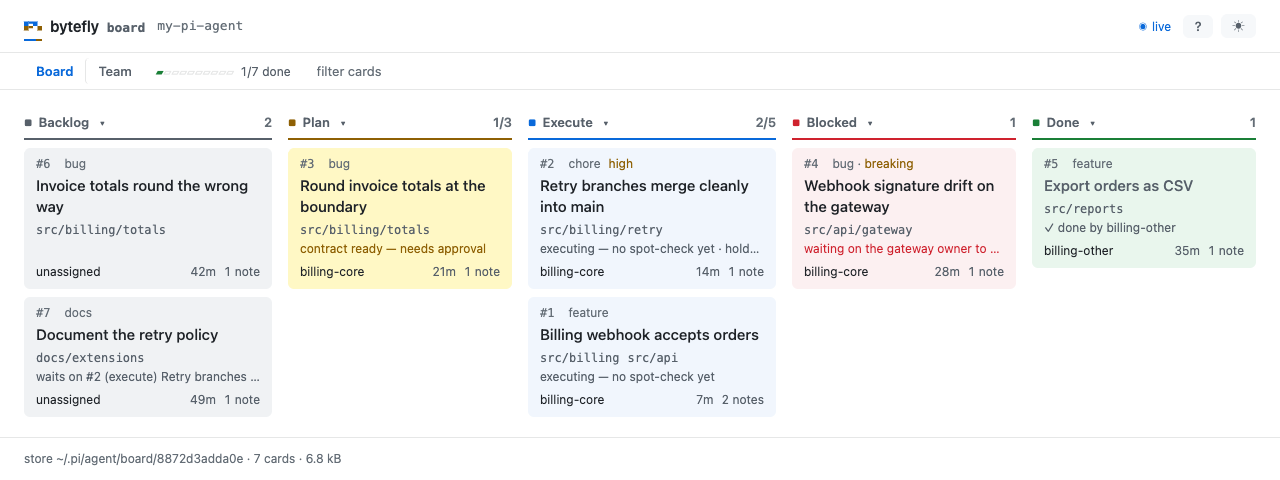 bytefly board my-pi-agent
live ?
Board Team 1/7 done filter cards
Backlog ▾ 2
#6 bug
Invoice totals round the wrong
way
src/billing/totals
unassigned 42m 1 note
#7 docs
Document the retry policy
docs/extensions
waits on #2 (execute) Retry branches …
unassigned 49m 1 note
Plan ▾ 1/3
#3 bug
Round invoice totals at the
boundary
src/billing/totals
contract ready — needs approval
billing-core 21m 1 note
Execute ▾ 2/5
#2 chore high
Retry branches merge cleanly
into main
src/billing/retry
executing — no spot-check yet · hold…
billing-core 14m 1 note
#1 feature
Billing webhook accepts orders
src/billing src/api
executing — no spot-check yet
billing-core 7m 2 notes
Blocked ▾ 1
#4 bug · breaking
Webhook signature drift on
the gateway
src/api/gateway
waiting on the gateway owner to …
billing-core 28m 1 note
Done ▾ 1
#5 feature
Export orders as CSV
src/reports
✓ done by billing-other
billing-other 35m 1 note
store ~/.pi/agent/board/8872d3adda0e · 7 cards · 6.8 kB